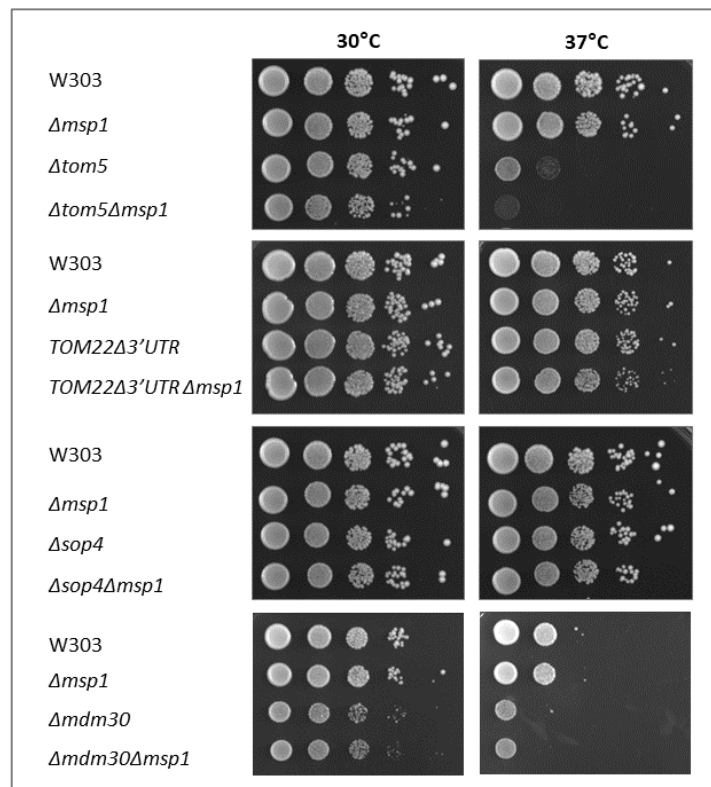 30°C 37°C
W303
Δmsp1
Δtom5
Δtom5Δmsp1
W303
Δmsp1
TOM22Δ3’UTR
TOM22Δ3’UTR Δmsp1
W303
Δmsp1
Δsop4
Δsop4Δmsp1
W303
Δmsp1
Δmdm30
Δmdm30Δmsp1